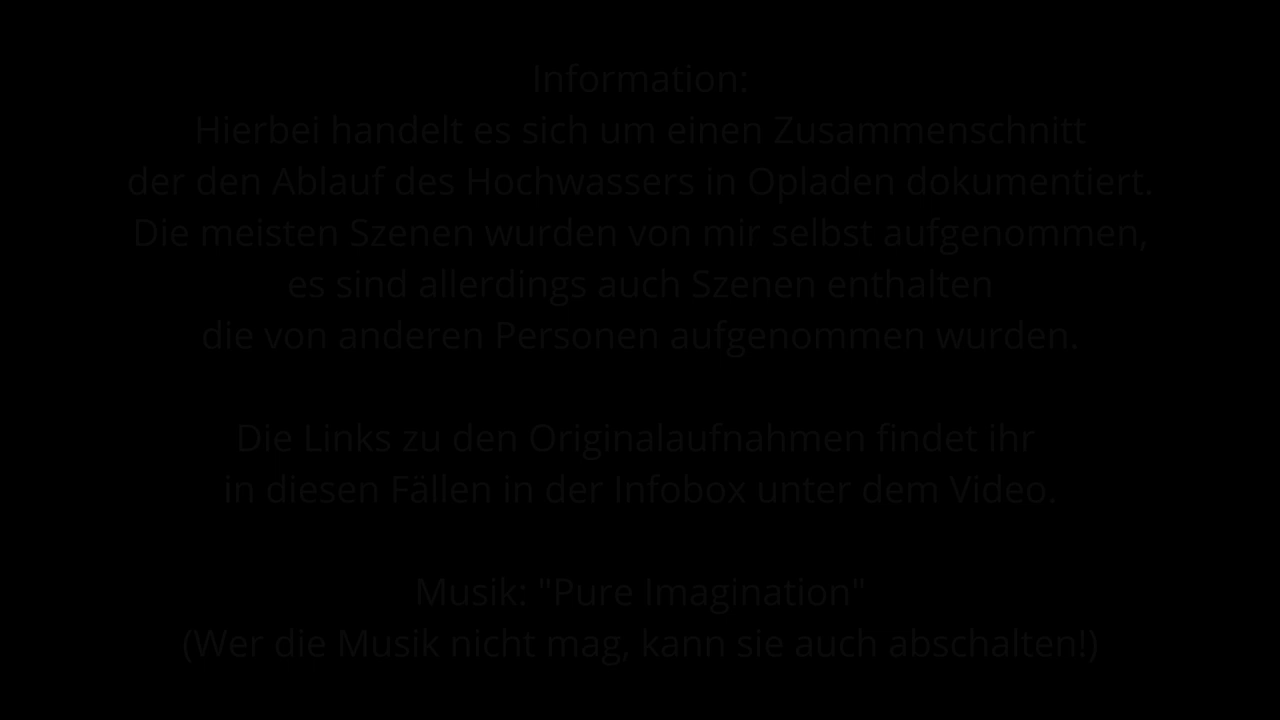 Information:
Hierbei handelt es sich um einen Zusammenschnitt
der den Ablauf des Hochwassers in Opladen dokumentiert.
Die meisten Szenen wurden von mir selbst aufgenommen,
es sind allerdings auch Szenen enthalten
die von anderen Personen aufgenommen wurden.
Die Links zu den Originalaufnahmen findet ihr
in diesen Fällen in der Infobox unter dem Video.
Musik: "Pure Imagination"
(Wer die Musik nicht mag, kann sie auch abschalten!)